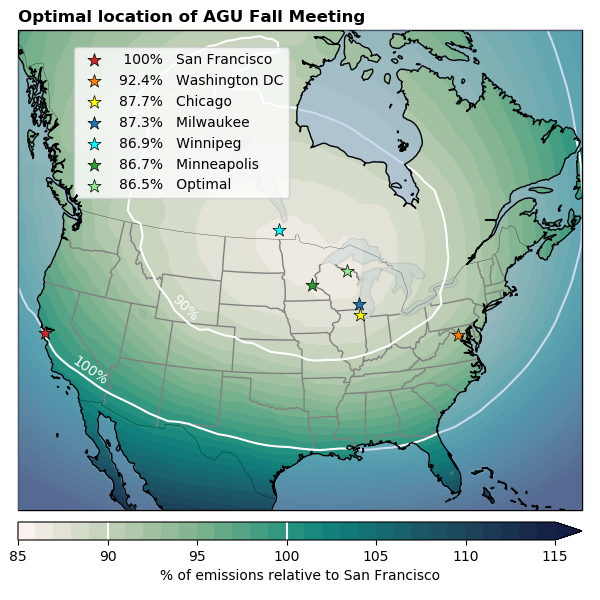 Optimal location of AGU Fall Meeting
100% San Francisco
92.4% Washington DC
87.7% Chicago
87.3% Milwaukee
86.9% Winnipeg
86.7% Minneapolis
86.5% Optimal
90%
100%
85 90 95 100 105 110 115
% of emissions relative to San Francisco